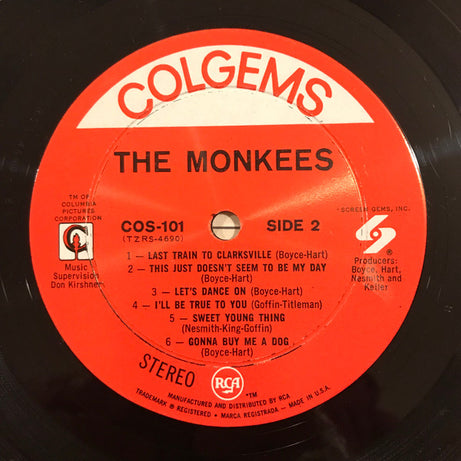 COLGEMS
THE MONKEES
TM OF
COLUMBIA
PICTURES
CORPORATION
COS-101
(TZRS-4690)
SIDE 2
"SCREEN GEMS, INC.
Music
Supervision
Don Kirshner
®
Producers:
Boyce, Hart,
Nesmith and
Keller
1 — LAST TRAIN TO CLARKSVILLE (Boyce-Hart)
2 — THIS JUST DOESN'T SEEM TO BE MY DAY
(Boyce-Hart)
3 — LET'S DANCE ON (Boyce-Hart)
4 — I'LL BE TRUE TO YOU (Goffin-Titleman)
5 — SWEET YOUNG THING
(Nesmith-King-Goffin)
6 — GONNA BUY ME A DOG
(Boyce-Hart)
STEREO
RCA
™
MANUFACTURED AND DISTRIBUTED BY RCA
TRADEMARK ® REGISTERED • MARCA REGISTRADA — MADE IN U.S.A.